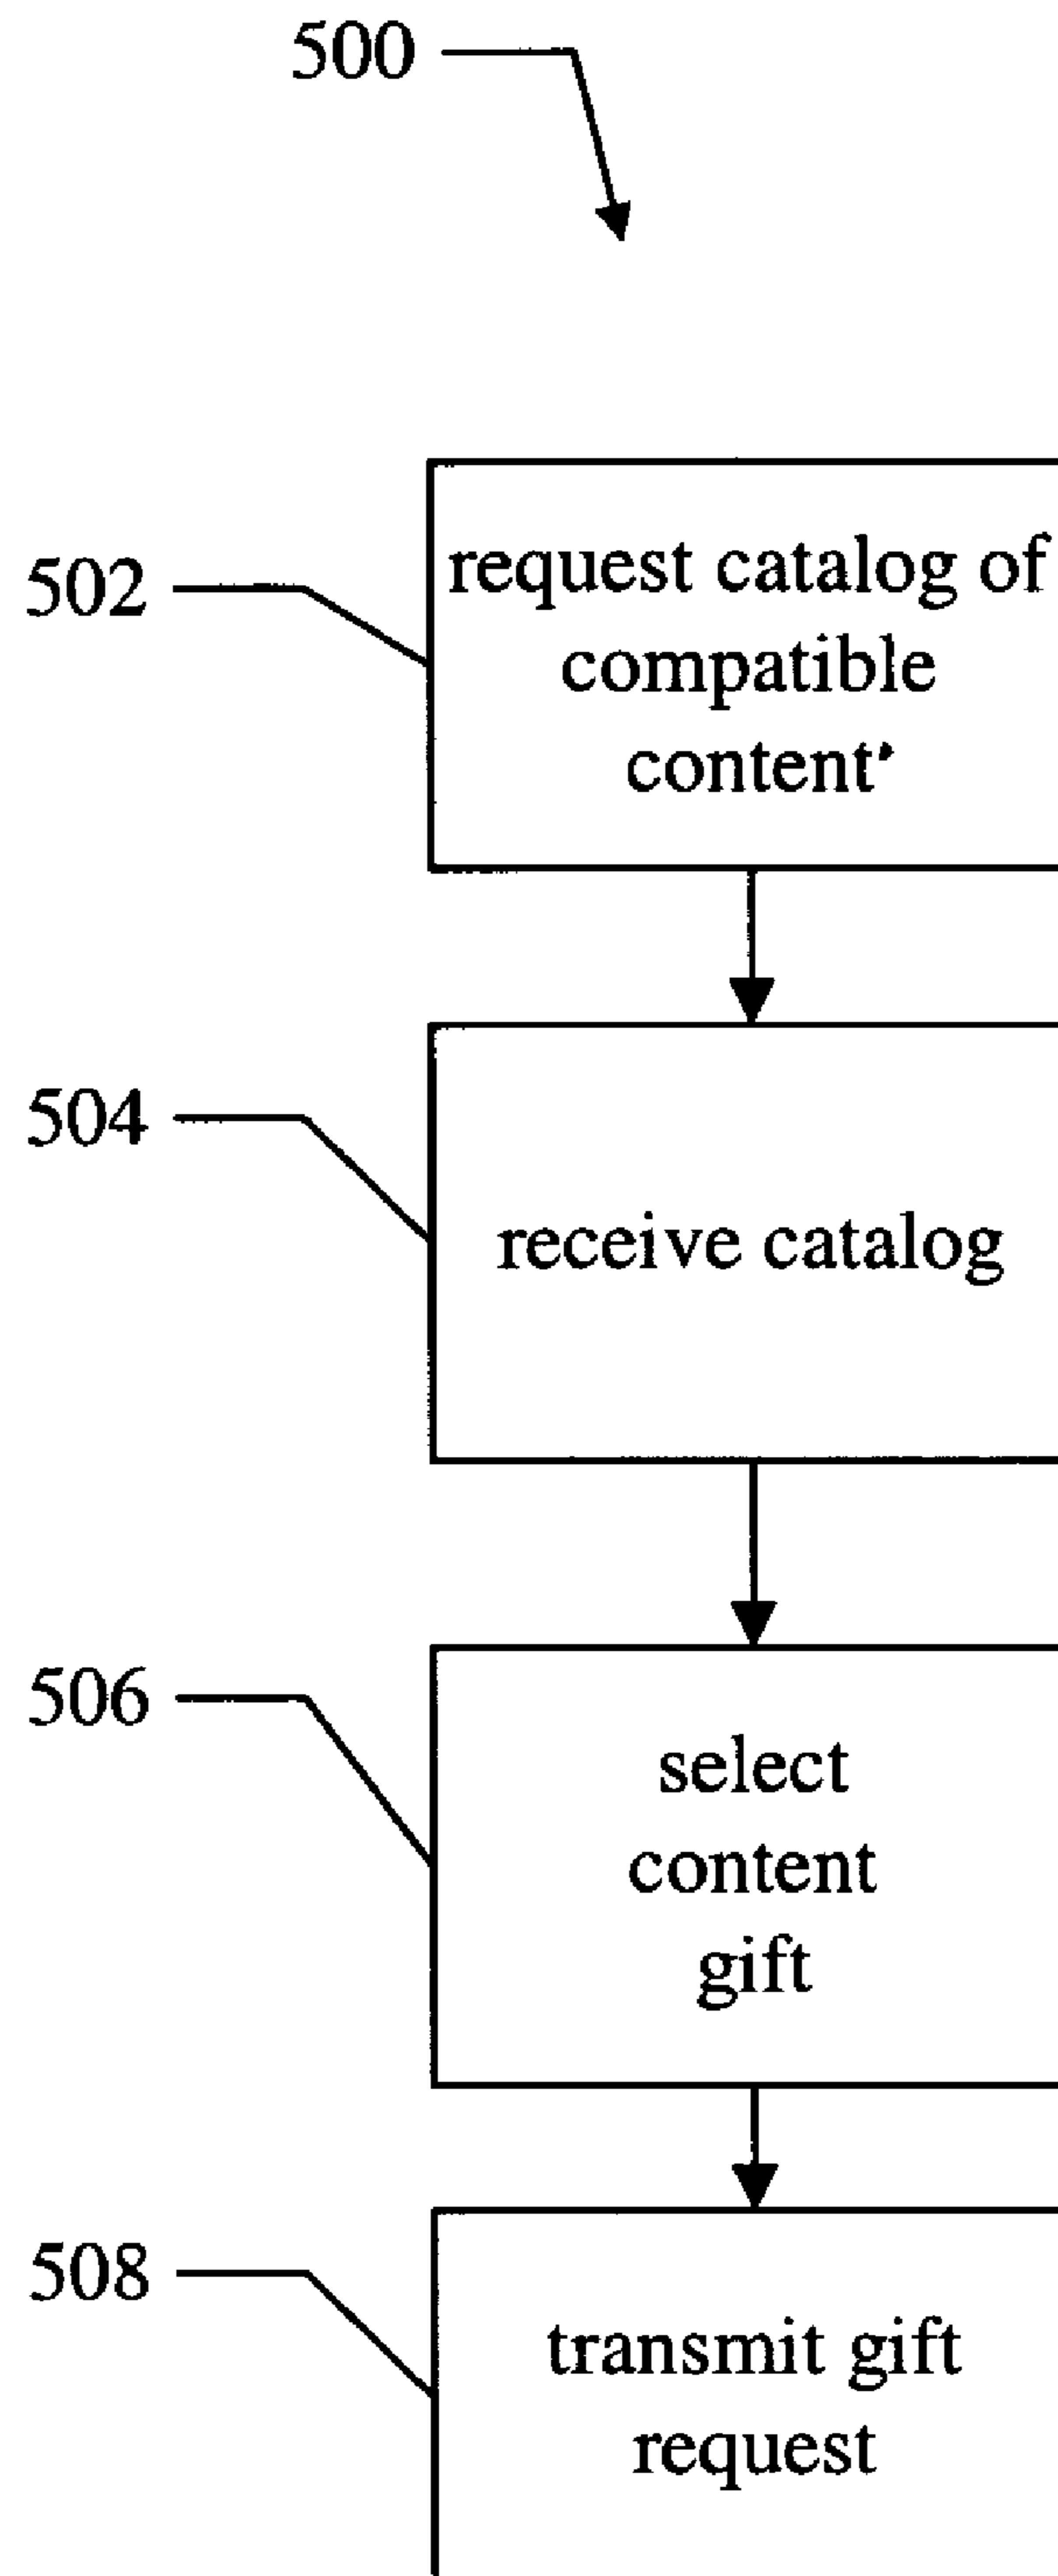 500
502
request catalog of
compatible
content
504
receive catalog
506
select
content
gift
508
transmit gift
request